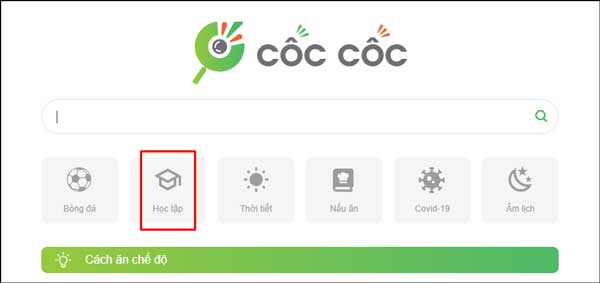 cốc cốc
Bóng đá
Học tập
Thời tiết
Nấu ăn
Covid-19
Âm lịch
Cách ăn chế độ